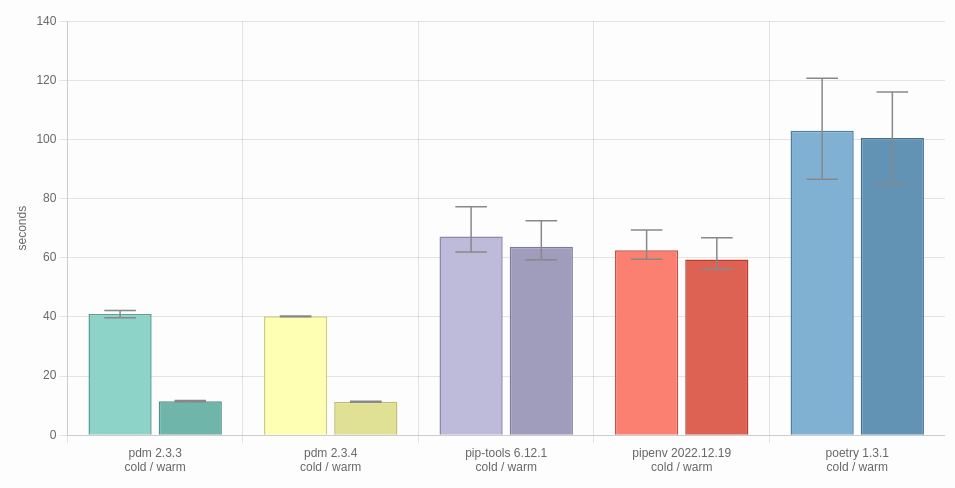 140
120
100
80
60
40
20
0
seconds
pdm 2.3.3
cold / warm
pdm 2.3.4
cold / warm
pip-tools 6.12.1
cold / warm
pipenv 2022.12.19
cold / warm
poetry 1.3.1
cold / warm